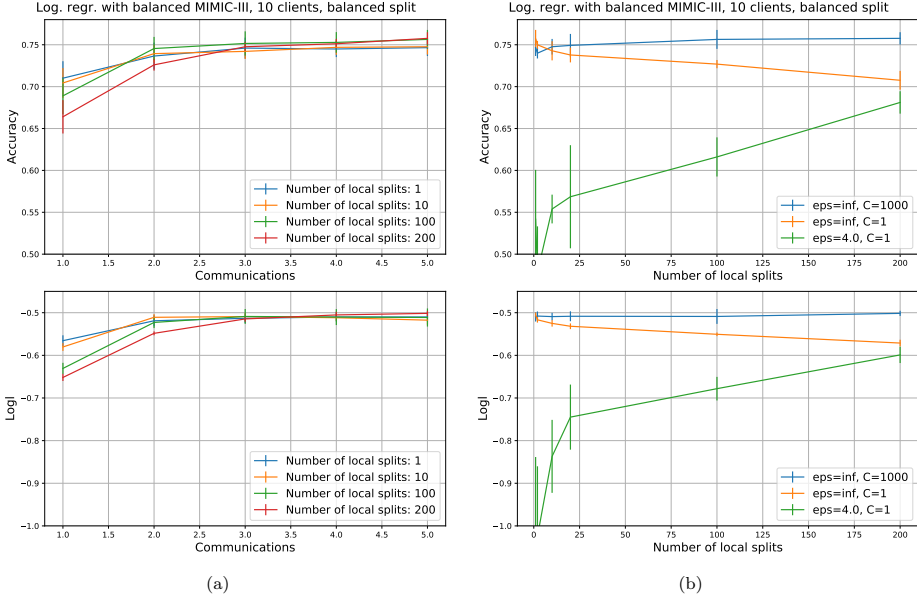 Log. regr. with balanced MIMIC-III, 10 clients, balanced split
Accuracy
0.75
0.70
0.65
0.60
0.55
0.50
Number of local splits: 1
Number of local splits: 10
Number of local splits: 100
Number of local splits: 200
1.0 1.5 2.0 2.5 3.0 3.5 4.0 4.5 5.0
Communications
Logl
−0.5
−0.6
−0.7
−0.8
−0.9
−1.0
Number of local splits: 1
Number of local splits: 10
Number of local splits: 100
Number of local splits: 200
1.0 1.5 2.0 2.5 3.0 3.5 4.0 4.5 5.0
Communications
(a)
Log. regr. with balanced MIMIC-III, 10 clients, balanced split
Accuracy
0.75
0.70
0.65
0.60
0.55
0.50
eps=inf, C=1000
eps=inf, C=1
eps=4.0, C=1
0 25 50 75 100 125 150 175 200
Number of local splits
Logl
−0.5
−0.6
−0.7
−0.8
−0.9
−1.0
eps=inf, C=1000
eps=inf, C=1
eps=4.0, C=1
0 25 50 75 100 125 150 175 200
Number of local splits
(b)